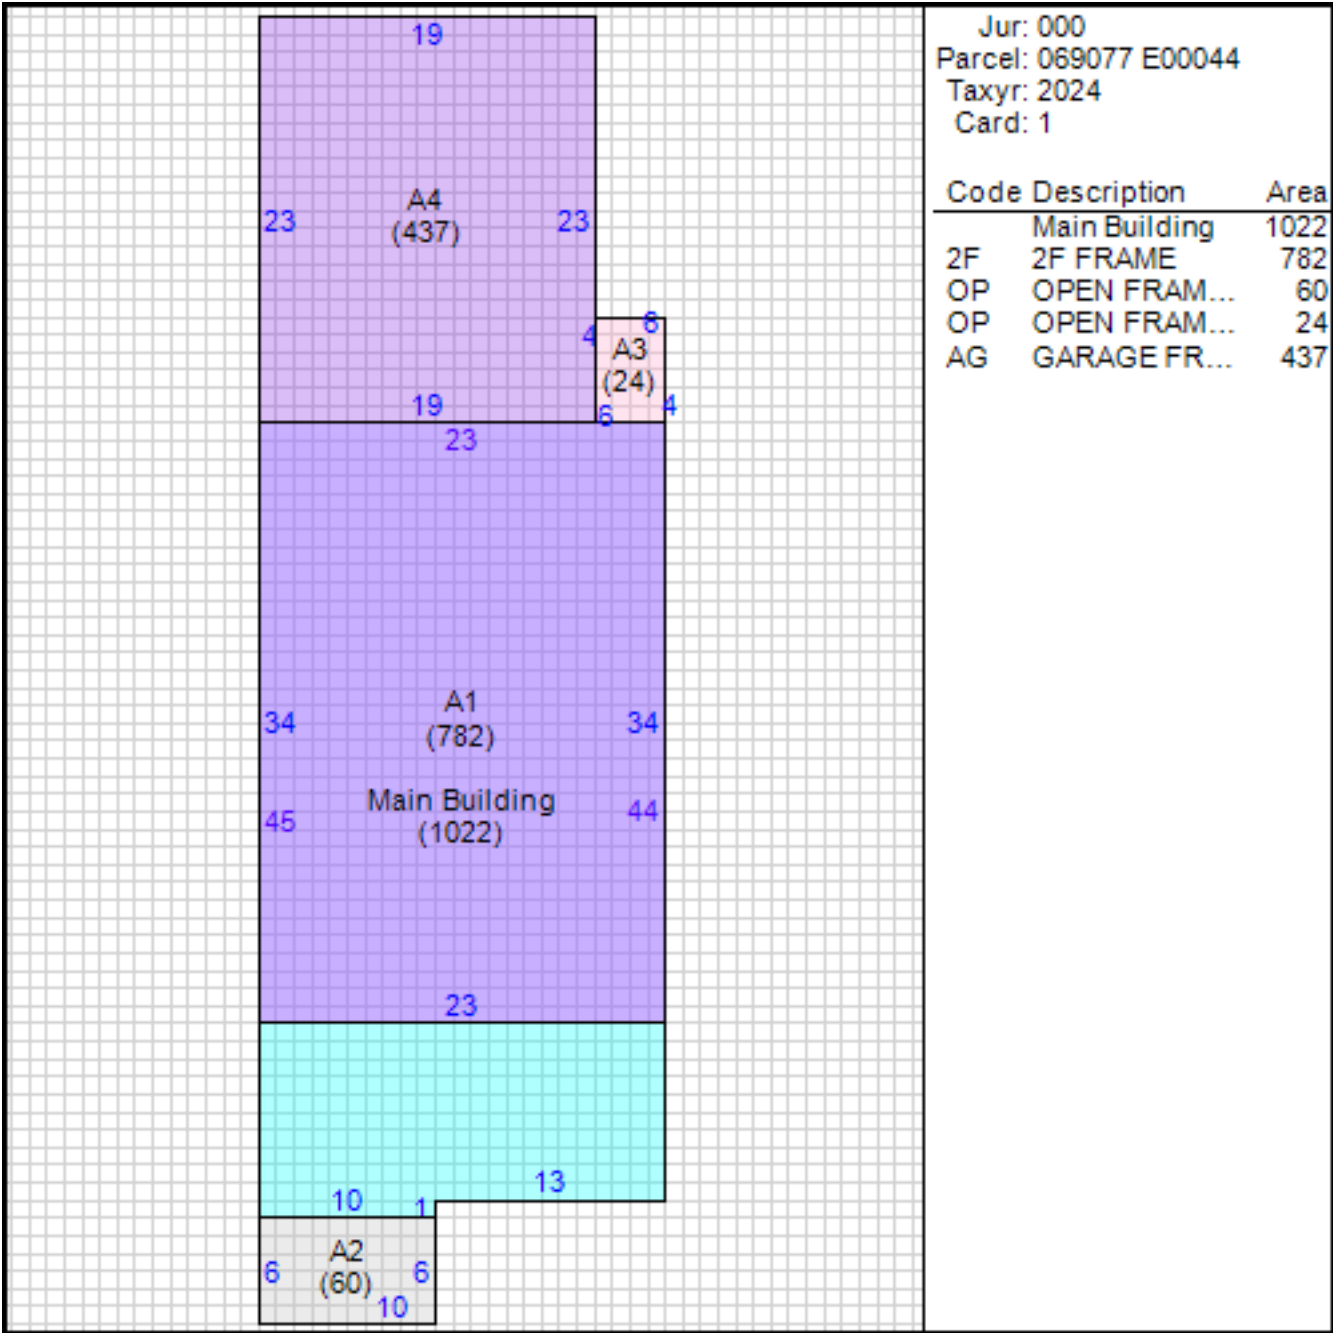 19
A4
(437)
23
23
4
6
A3
(24)
4
6
19
23
34
A1
(782)
34
Main Building
(1022)
45
44
23
13
10
1
A2
(60)
6
6
10
Jur: 000
Parcel: 069077 E00044
Taxyr: 2024
Card: 1
Code Description Area
Main Building 1022
2F 2F FRAME 782
OP OPEN FRAM... 60
OP OPEN FRAM... 24
AG GARAGE FR... 437